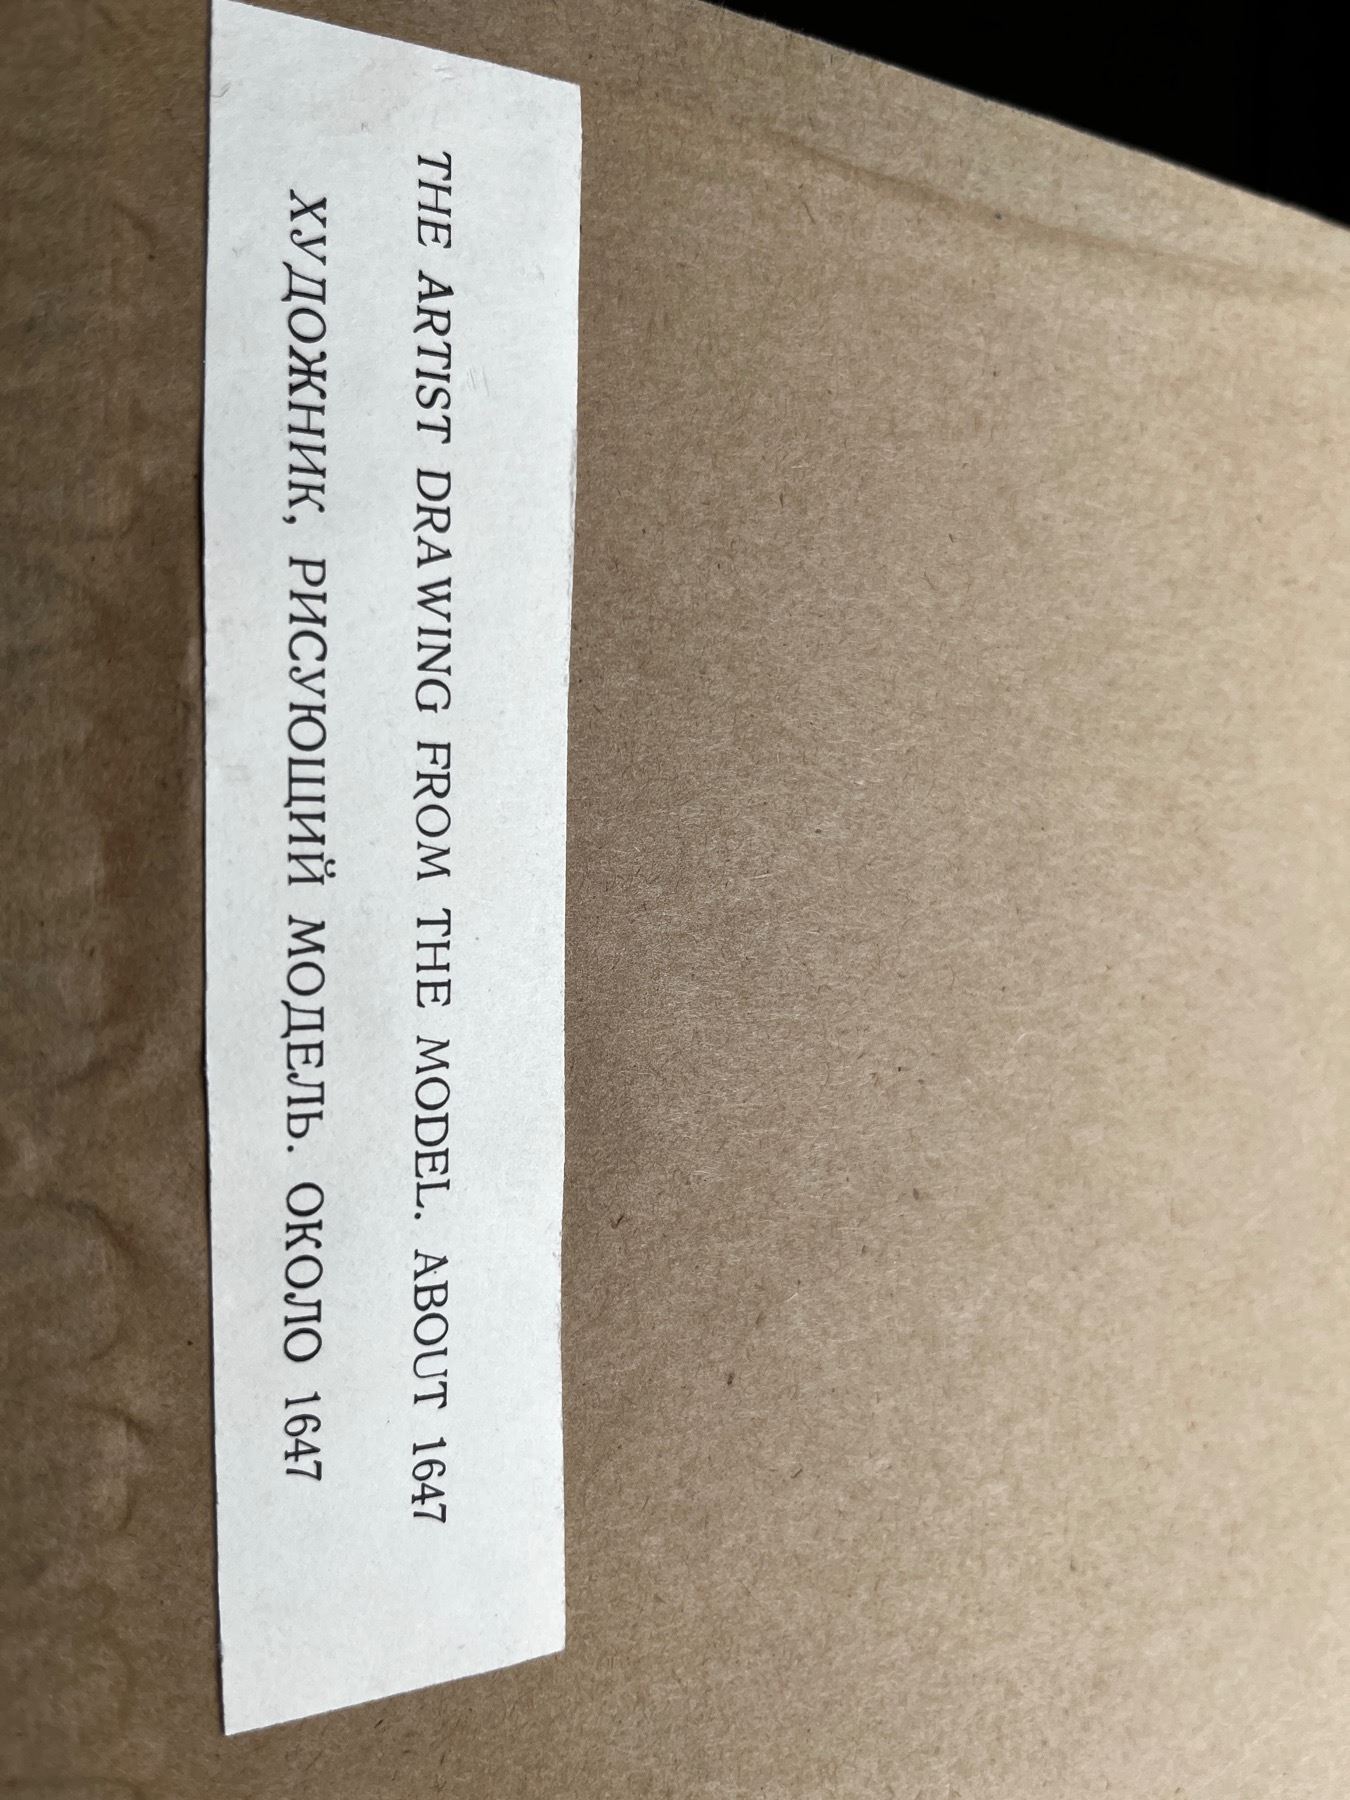 THE ARTIST DRAWING FROM THE MODEL. ABOUT 1647
ХУДОЖНИК, РИСУЮЩИЙ МОДЕЛЬ. ОКОЛО 1647